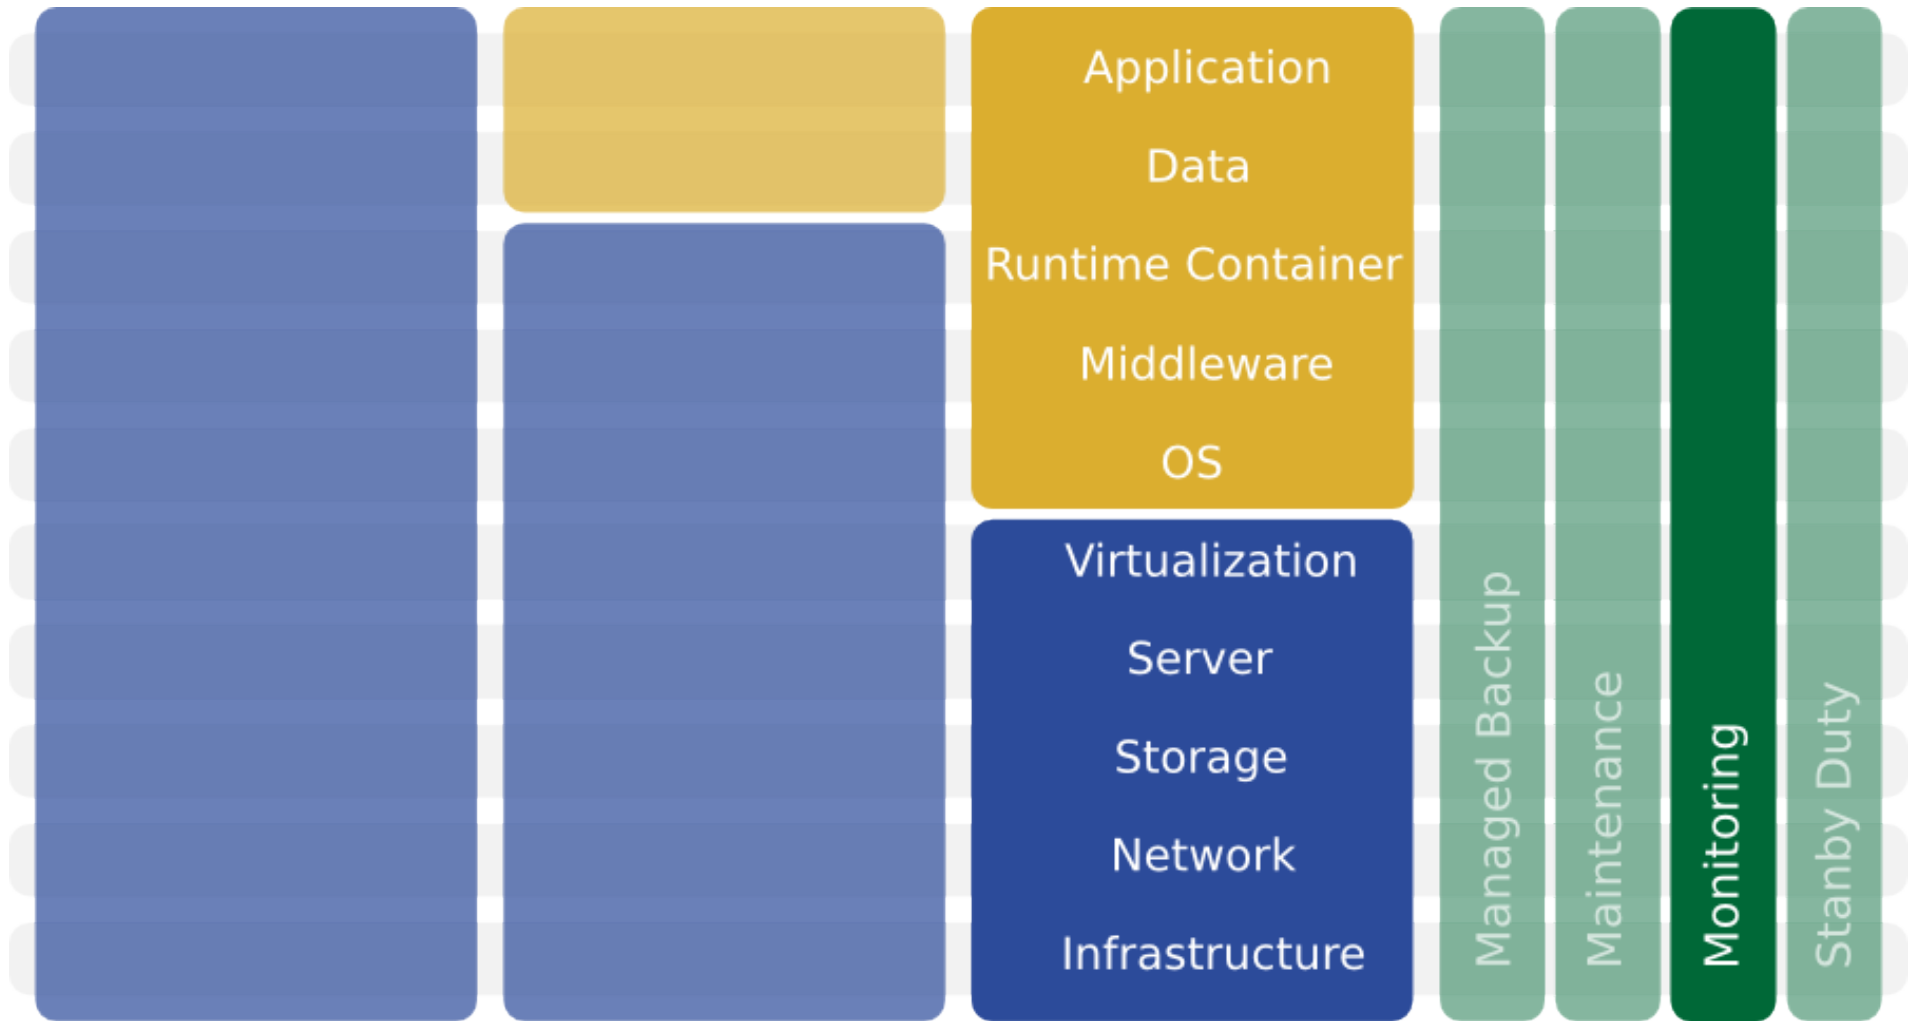 Application
Data
Runtime Container
Middleware
OS
Virtualization
Server
Storage
Network
Infrastructure
Managed Backup
Maintenance
Monitoring
Stanby Duty